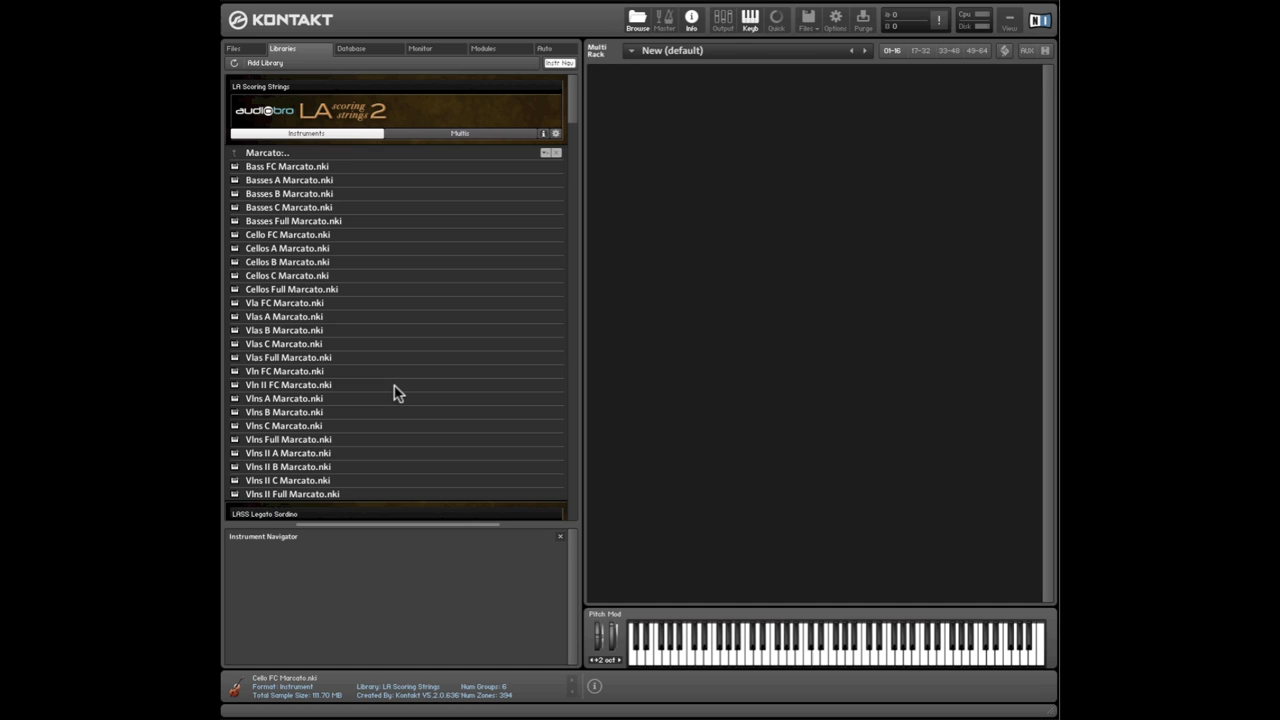 KONTAKT
Browse Master Info Output Keyb Quick Files Options Purge
0
0
!
Cpu
Disk
View
Files Libraries Database Monitor Modules Auto
Add Library Instr Nav
LA Scoring Strings
audiobro LA scoring strings 2
Instruments Multis
Marcato:..
Bass FC Marcato.nki
Basses A Marcato.nki
Basses B Marcato.nki
Basses C Marcato.nki
Basses Full Marcato.nki
Cello FC Marcato.nki
Cellos A Marcato.nki
Cellos B Marcato.nki
Cellos C Marcato.nki
Cellos Full Marcato.nki
Vla FC Marcato.nki
Vlas A Marcato.nki
Vlas B Marcato.nki
Vlas C Marcato.nki
Vlas Full Marcato.nki
Vln FC Marcato.nki
Vln II FC Marcato.nki
Vlns A Marcato.nki
Vlns B Marcato.nki
Vlns C Marcato.nki
Vlns Full Marcato.nki
Vlns II A Marcato.nki
Vlns II B Marcato.nki
Vlns II C Marcato.nki
Vlns II Full Marcato.nki
LASS Legato Sordino
Instrument Navigator
Cello FC Marcato.nki
Format: Instrument Library: LA Scoring Strings Num Groups: 6
Total Sample Size: 111.70 MB Created By: Kontakt V5.2.0.636 Num Zones: 394
Multi
Rack
New (default)
01-16 17-32 33-48 49-64 AUX
Pitch Mod
+2 oct